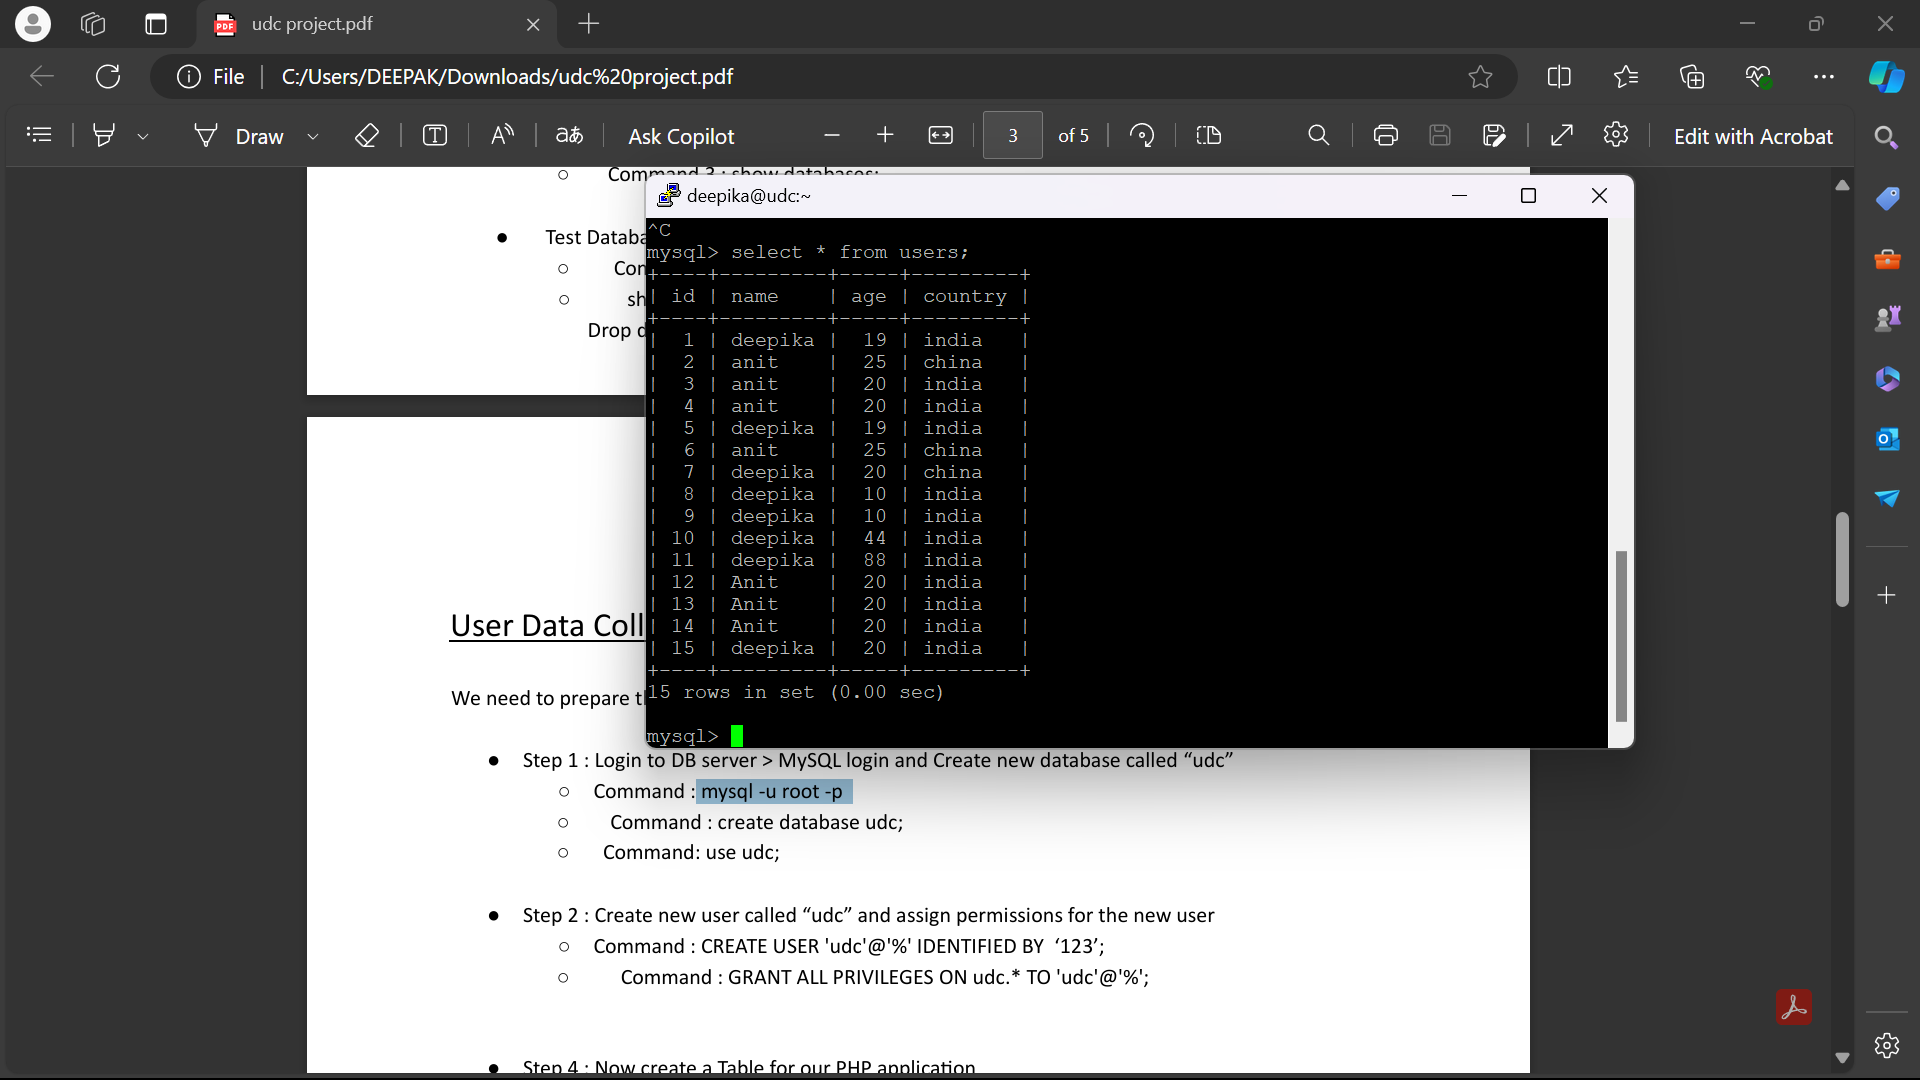 udc project.pdf
File
C:/Users/DEEPAK/Downloads/udc%20project.pdf
Draw
Ask Copilot
3
of 5
Edit with Acrobat
Command 3 : show databases;
Test Databa
Con
sh
Drop d
deepika@udc:~
^C
mysql> select * from users;
+----+---------+-----+---------+
| id | name    | age | country |
+----+---------+-----+---------+
|  1 | deepika |  19 | india   |
|  2 | anit    |  25 | china   |
|  3 | anit    |  20 | india   |
|  4 | anit    |  20 | india   |
|  5 | deepika |  19 | india   |
|  6 | anit    |  25 | china   |
|  7 | deepika |  20 | china   |
|  8 | deepika |  10 | india   |
|  9 | deepika |  10 | india   |
| 10 | deepika |  44 | india   |
| 11 | deepika |  88 | india   |
| 12 | Anit    |  20 | india   |
| 13 | Anit    |  20 | india   |
| 14 | Anit    |  20 | india   |
| 15 | deepika |  20 | india   |
+----+---------+-----+---------+
15 rows in set (0.00 sec)
mysql>
User Data Coll
We need to prepare t
● Step 1 : Login to DB server > MySQL login and Create new database called “udc”
○ Command : mysql -u root -p
○ Command : create database udc;
○ Command: use udc;
● Step 2 : Create new user called “udc” and assign permissions for the new user
○ Command : CREATE USER 'udc'@'%' IDENTIFIED BY ‘123’;
○ Command : GRANT ALL PRIVILEGES ON udc.* TO 'udc'@'%';
● Step 4 : Now create a Table for our PHP application